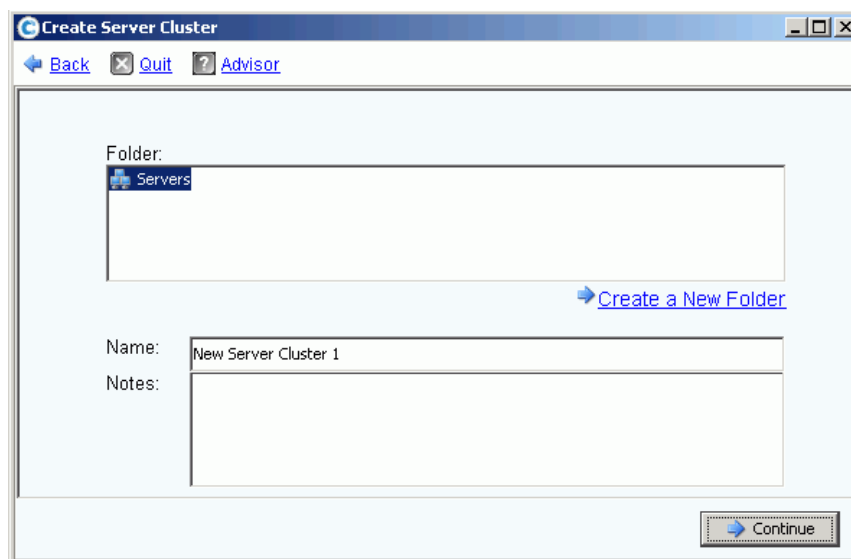 Create Server Cluster
Back Quit Advisor
Folder:
Servers
Create a New Folder
Name: New Server Cluster 1
Notes:
Continue